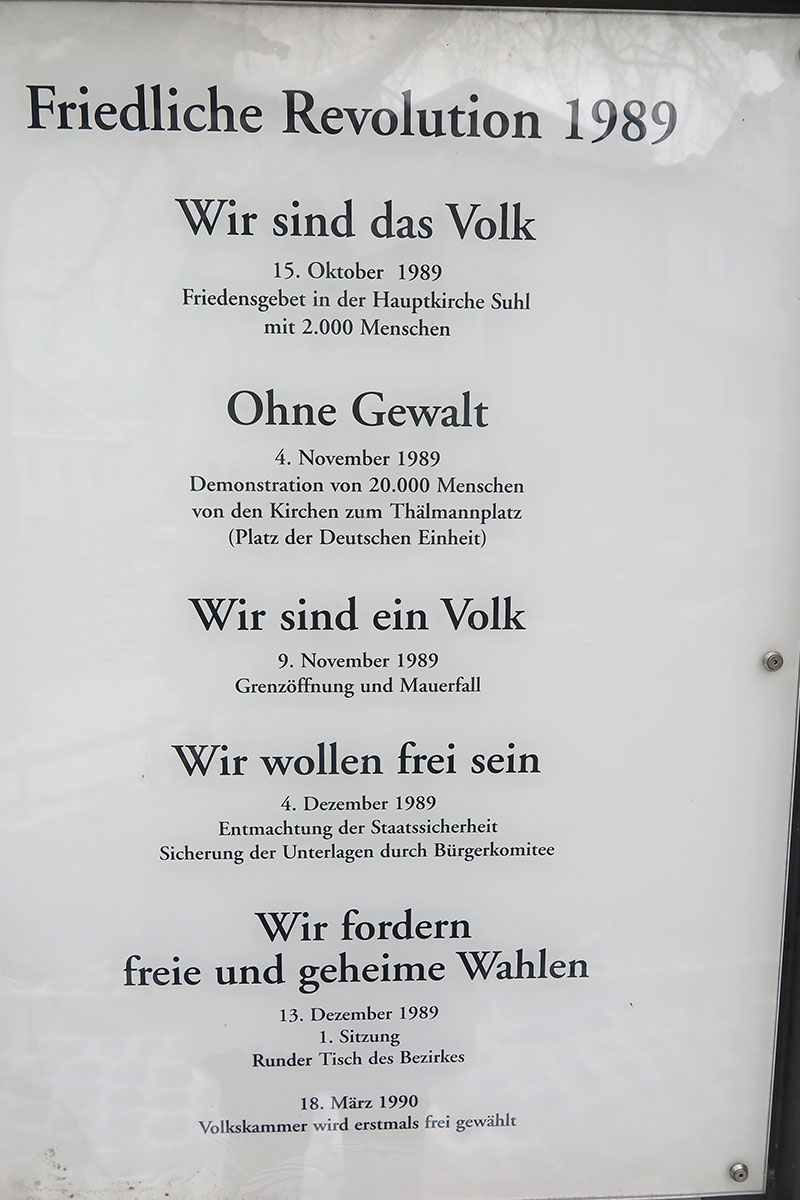 Friedliche Revolution 1989
Wir sind das Volk
15. Oktober 1989
Friedensgebet in der Hauptkirche Suhl
mit 2.000 Menschen
Ohne Gewalt
4. November 1989
Demonstration von 20.000 Menschen
von den Kirchen zum Thälmannplatz
(Platz der Deutschen Einheit)
Wir sind ein Volk
9. November 1989
Grenzöffnung und Mauerfall
Wir wollen frei sein
4. Dezember 1989
Entmachtung der Staatssicherheit
Sicherung der Unterlagen durch Bürgerkomitee
Wir fordern
freie und geheime Wahlen
13. Dezember 1989
1. Sitzung
Runder Tisch des Bezirkes
18. März 1990
Volkskammer wird erstmals frei gewählt